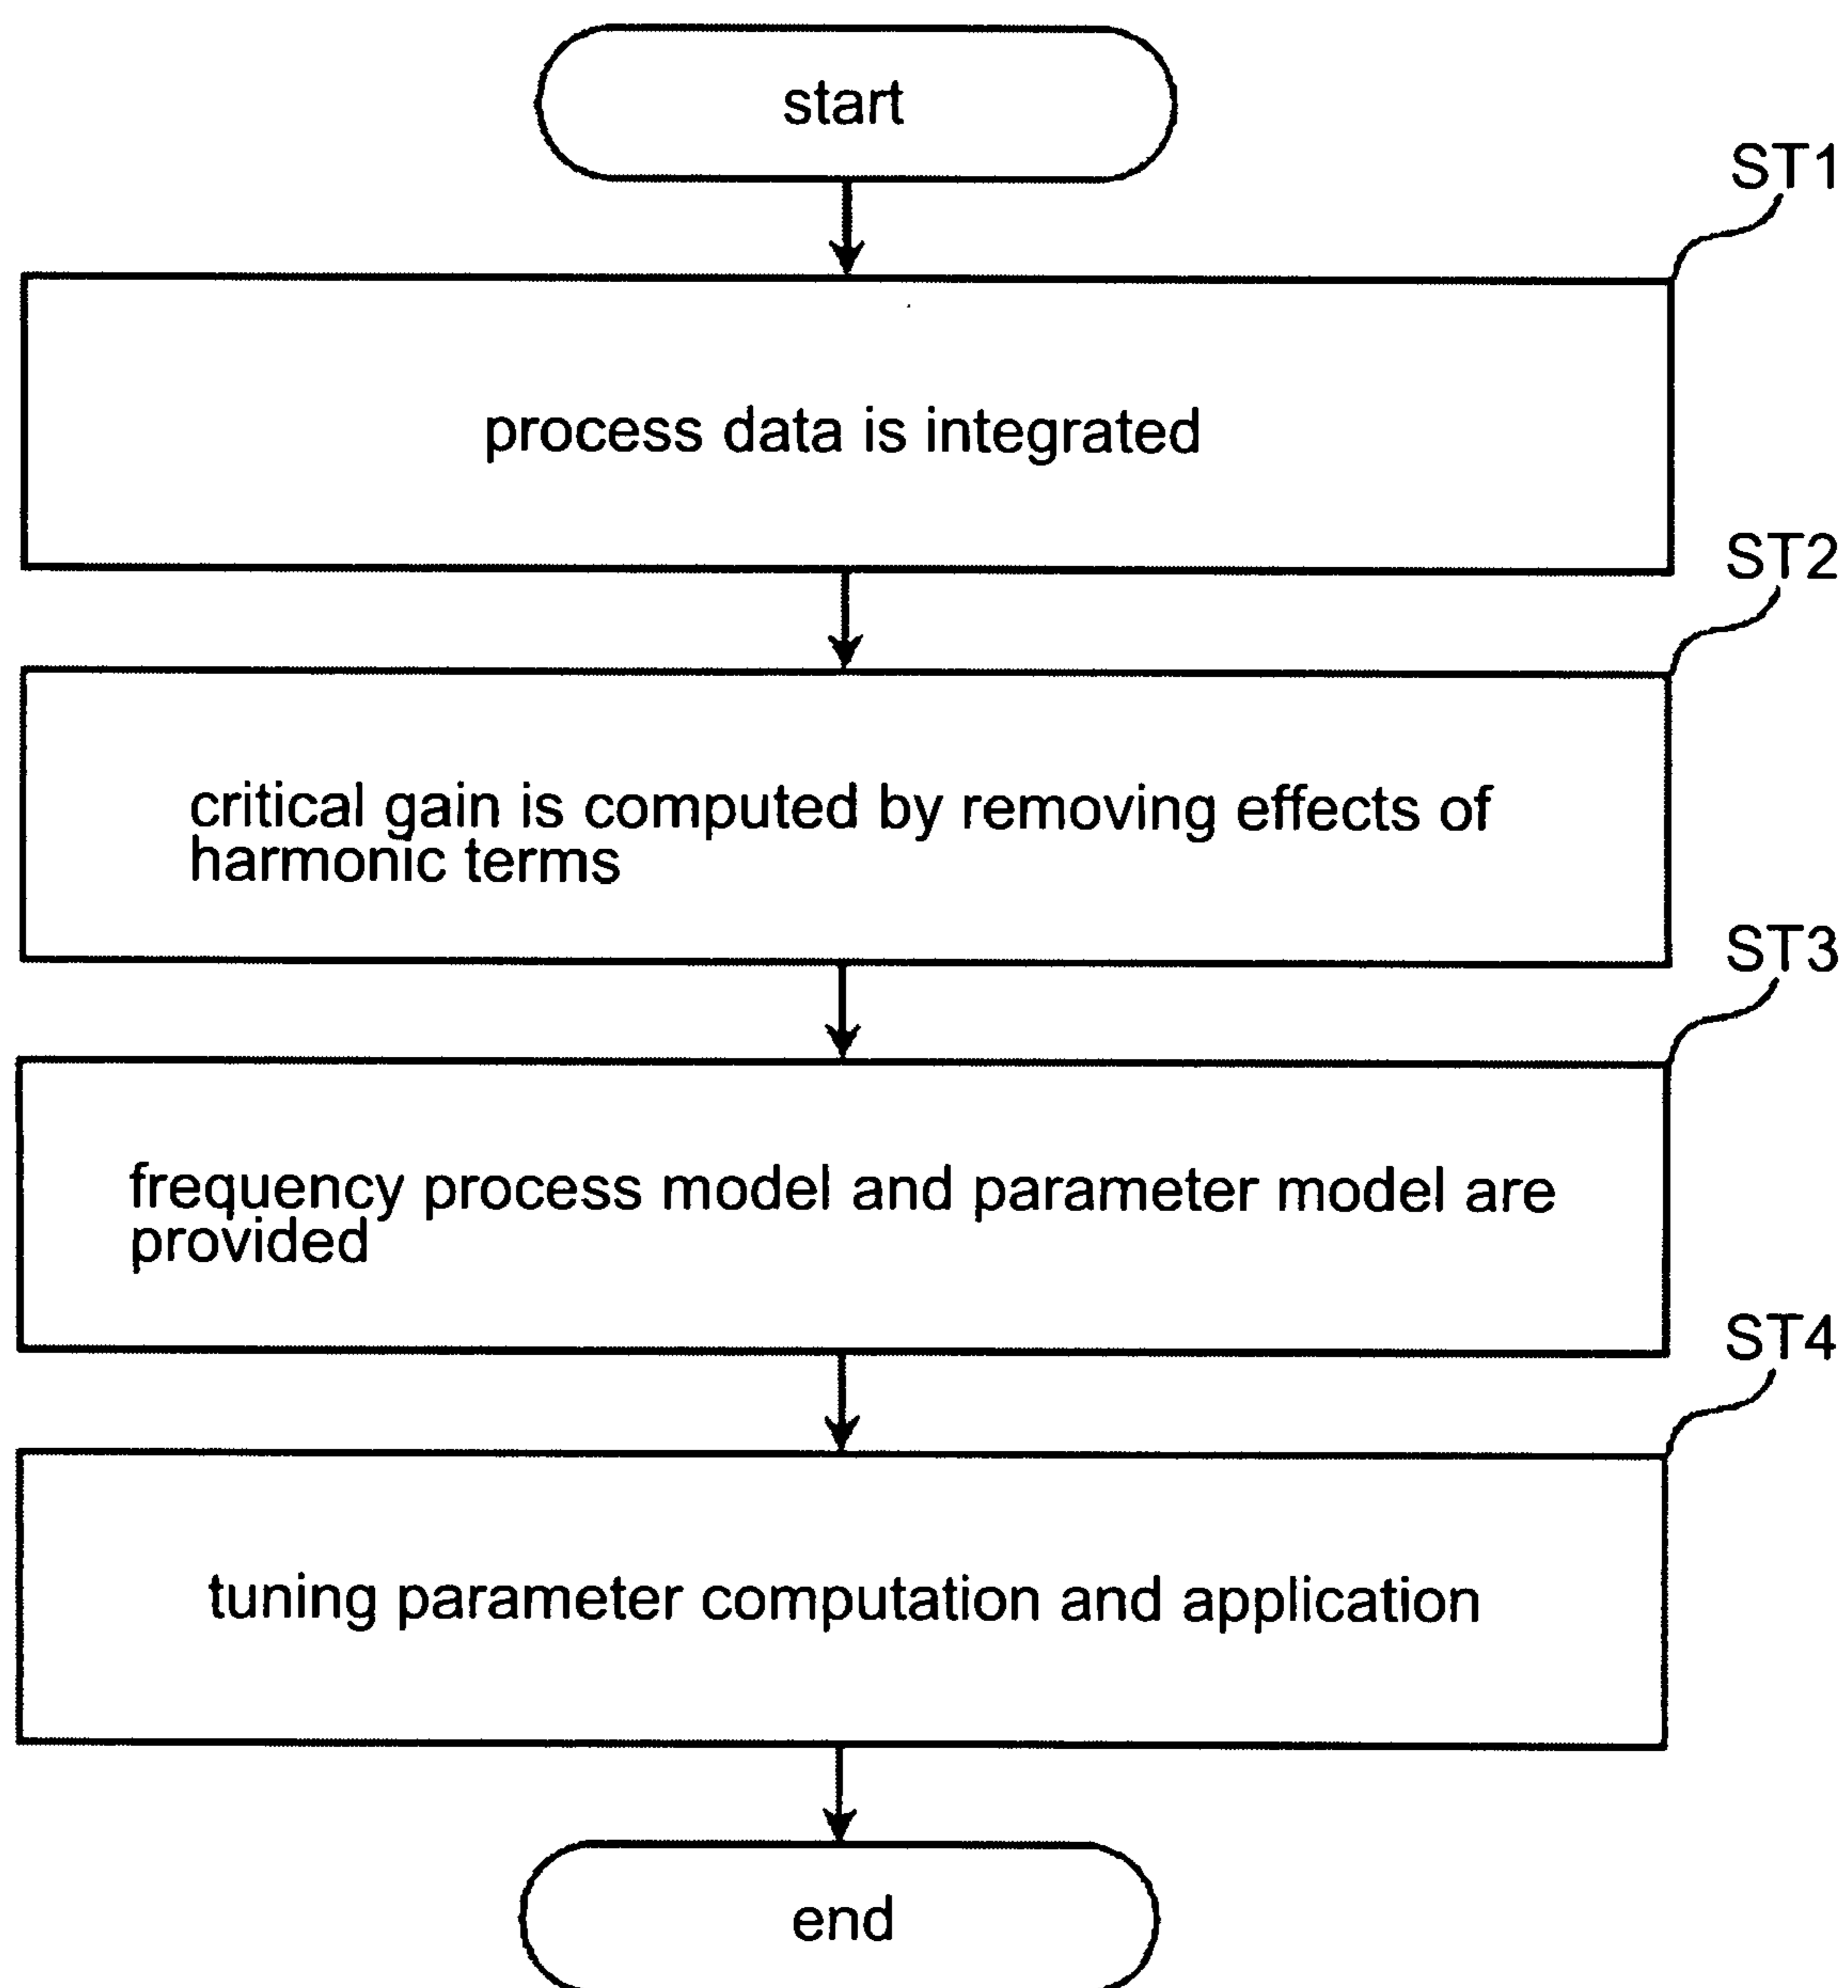 start
ST1
process data is integrated
ST2
critical gain is computed by removing effects of
harmonic terms
ST3
frequency process model and parameter model are
provided
ST4
tuning parameter computation and application
end